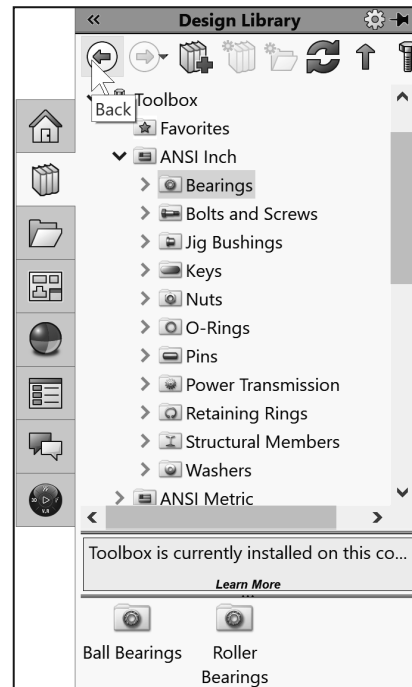 Design Library
Back
Toolbox
Favorites
ANSI Inch
Bearings
Bolts and Screws
Jig Bushings
Keys
Nuts
O-Rings
Pins
Power Transmission
Retaining Rings
Structural Members
Washers
ANSI Metric
Toolbox is currently installed on this co...
Learn More
Ball Bearings
Roller
Bearings